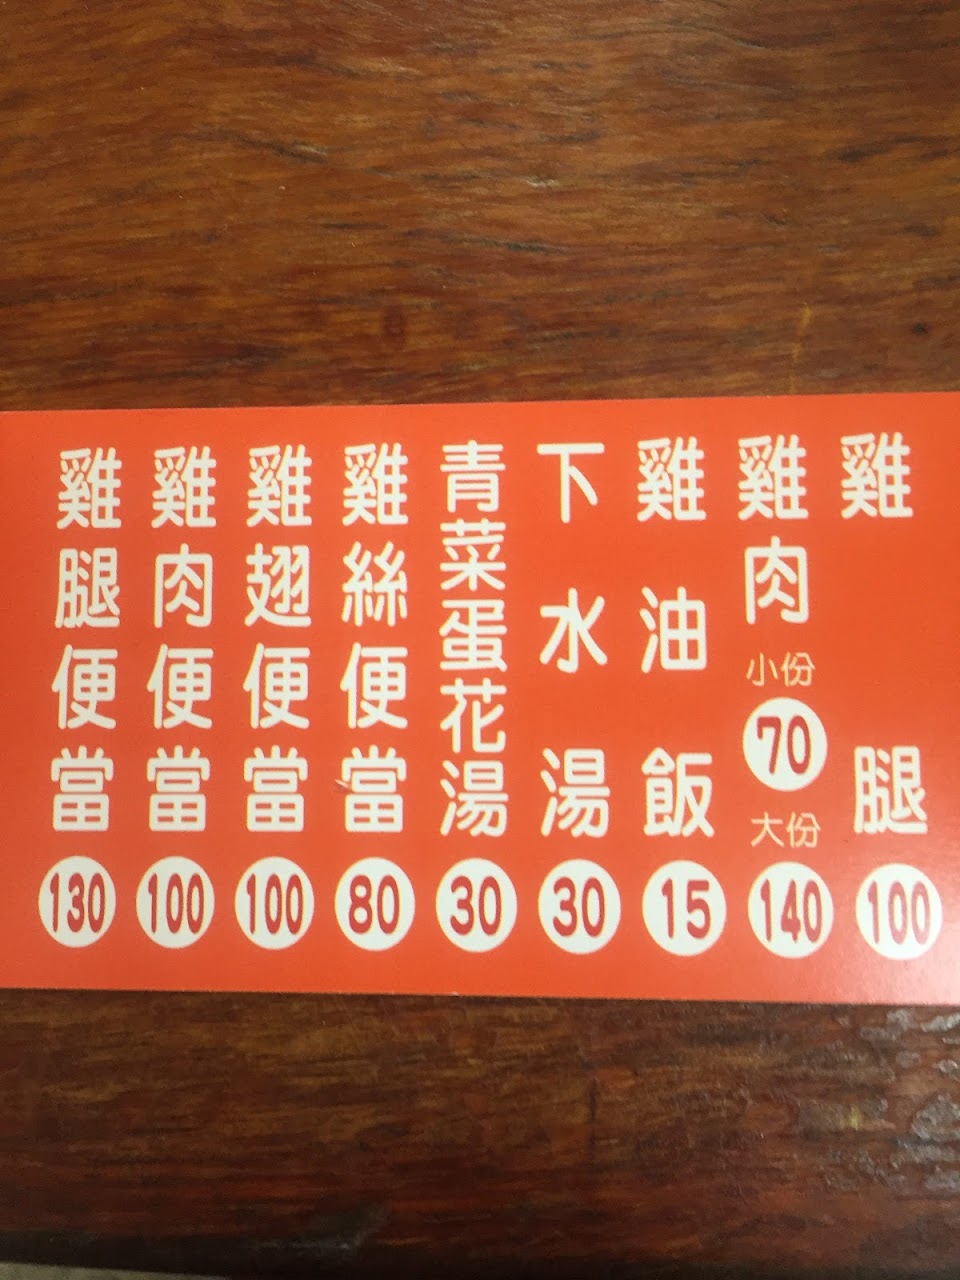 雞腿 100
雞肉 小份 70 大份 140
雞油飯 15
下水湯 30
青菜蛋花湯 30
雞絲便當 80
雞翅便當 100
雞肉便當 100
雞腿便當 130